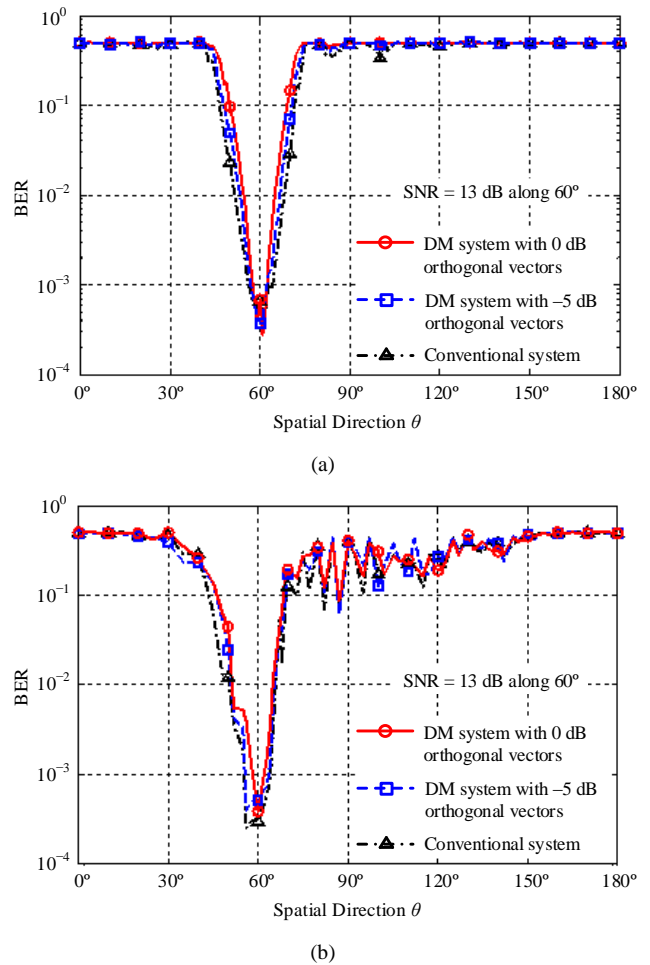 10⁰
10⁻¹
10⁻²
10⁻³
10⁻⁴
BER
SNR = 13 dB along 60º
DM system with 0 dB
orthogonal vectors
DM system with –5 dB
orthogonal vectors
Conventional system
0º 30º 60º 90º 120º 150º 180º
Spatial Direction θ
(a)
10⁰
10⁻¹
10⁻²
10⁻³
10⁻⁴
BER
SNR = 13 dB along 60º
DM system with 0 dB
orthogonal vectors
DM system with –5 dB
orthogonal vectors
Conventional system
0º 30º 60º 90º 120º 150º 180º
Spatial Direction θ
(b)